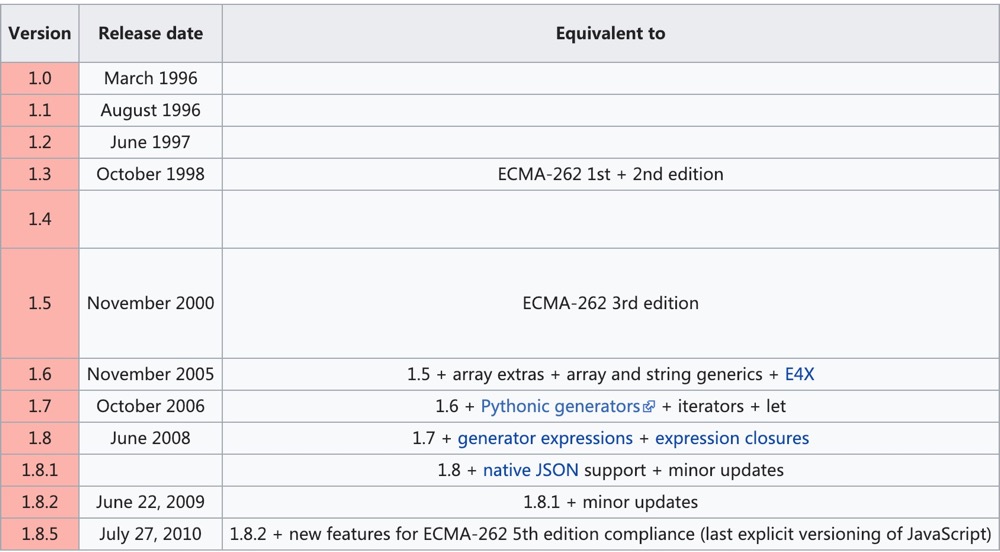 Version Release date Equivalent to
1.0 March 1996
1.1 August 1996
1.2 June 1997
1.3 October 1998 ECMA-262 1st + 2nd edition
1.4
1.5 November 2000 ECMA-262 3rd edition
1.6 November 2005 1.5 + array extras + array and string generics + E4X
1.7 October 2006 1.6 + Pythonic generators + iterators + let
1.8 June 2008 1.7 + generator expressions + expression closures
1.8.1 1.8 + native JSON support + minor updates
1.8.2 June 22, 2009 1.8.1 + minor updates
1.8.5 July 27, 2010 1.8.2 + new features for ECMA-262 5th edition compliance (last explicit versioning of JavaScript)